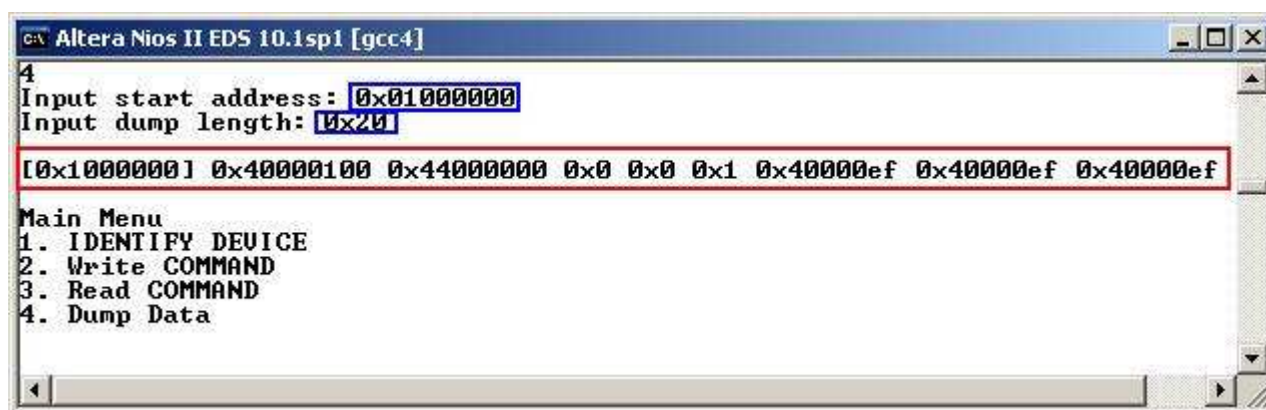 Altera Nios II EDS 10.1sp1 [gcc4]
4
Input start address: 0x01000000
Input dump length: 0x20
[0x1000000] 0x40000100 0x44000000 0x0 0x0 0x1 0x40000ef 0x40000ef 0x40000ef
Main Menu
1. IDENTIFY DEVICE
2. Write COMMAND
3. Read COMMAND
4. Dump Data